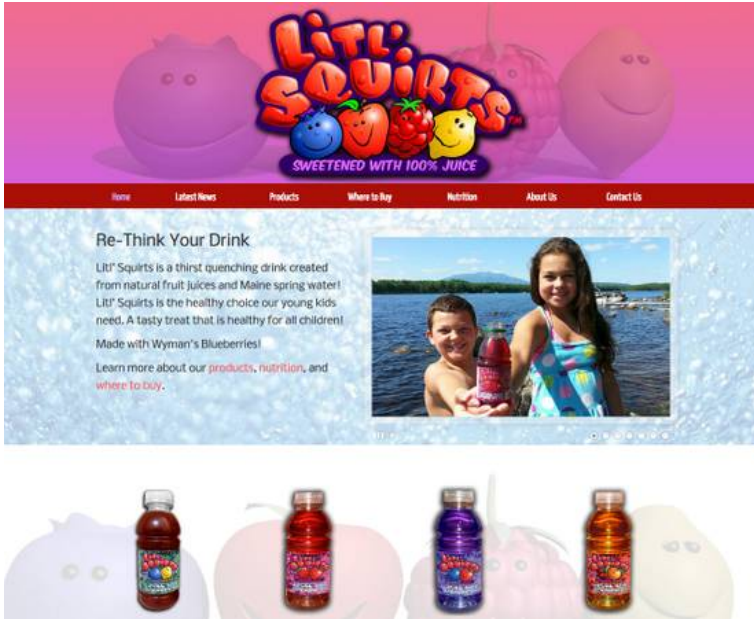 Litl'
Squirts™
SWEETENED WITH 100% JUICE
Home Latest News Products Where to Buy Nutrition About Us Contact Us
Re-Think Your Drink
Litl' Squirts is a thirst quenching drink created
from natural fruit juices and Maine spring water!
Litl' Squirts is the healthy choice our young kids
need. A tasty treat that is healthy for all children!
Made with Wyman's Blueberries!
Learn more about our products, nutrition, and
where to buy.